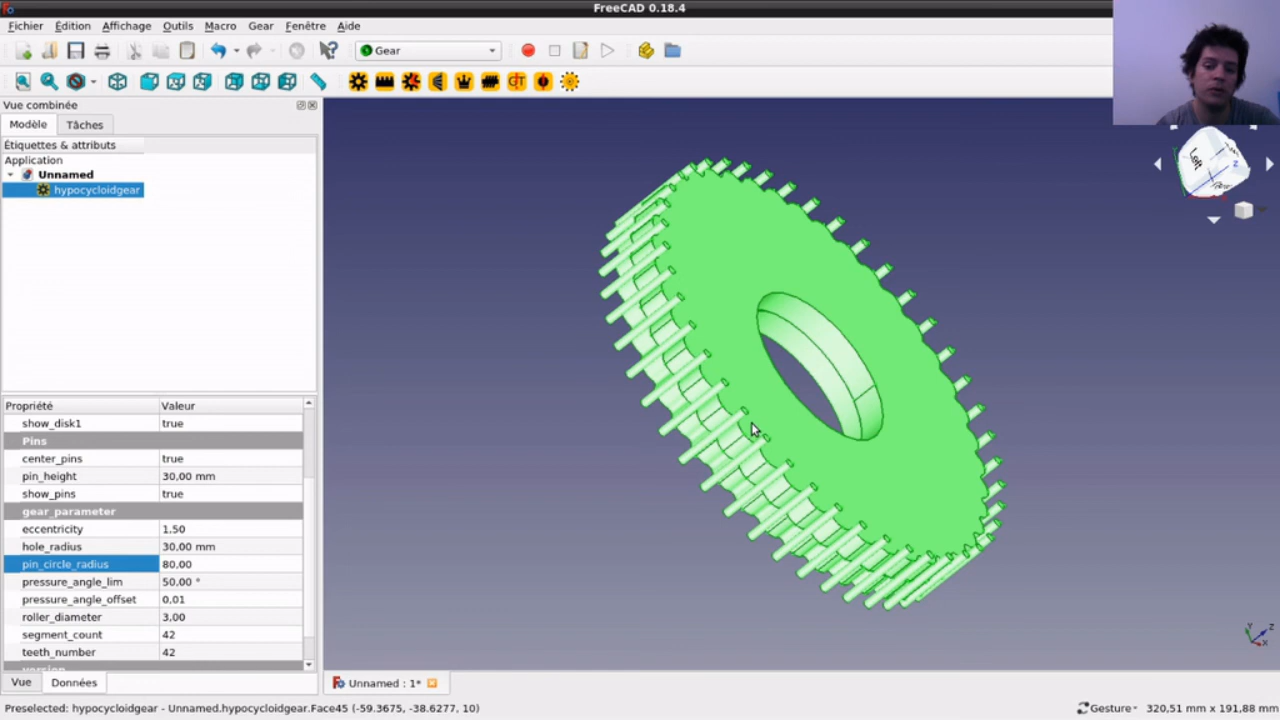 FreeCAD 0.18.4
Fichier Édition Affichage Outils Macro Gear Fenêtre Aide
Gear
Vue combinée
Modèle Tâches
Étiquettes & attributs
Application
Unnamed
hypocycloidgear
Left
Propriété Valeur
show_disk1 true
Pins
center_pins true
pin_height 30,00 mm
show_pins true
gear_parameter
eccentricity 1,50
hole_radius 30,00 mm
pin_circle_radius 80,00
pressure_angle_lim 50,00 °
pressure_angle_offset 0,01
roller_diameter 3,00
segment_count 42
teeth_number 42
version
Vue Données
Unnamed : 1*
Y Z X
Preselected: hypocycloidgear - Unnamed.hypocycloidgear.Face45 (-59.3675, -38.6277, 10) Gesture 320,51 mm x 191,88 mm